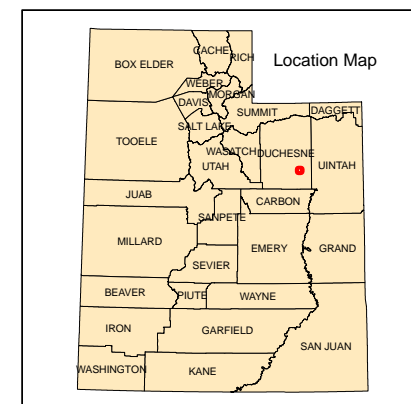 Location Map
BOX ELDER
CACHE
RICH
WEBER
MORGAN
DAVIS
SUMMIT
DAGGETT
SALT LAKE
TOOELE
WASATCH
DUCHESNE
UTAH
UINTAH
JUAB
CARBON
SANPETE
MILLARD
EMERY
GRAND
SEVIER
BEAVER
PIUTE
WAYNE
IRON
GARFIELD
SAN JUAN
WASHINGTON
KANE